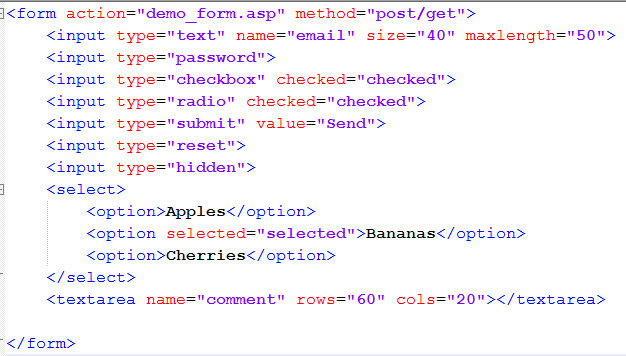 <form action="demo_form.asp" method="post/get">
<input type="text" name="email" size="40" maxlength="50">
<input type="password">
<input type="checkbox" checked="checked">
<input type="radio" checked="checked">
<input type="submit" value="Send">
<input type="reset">
<input type="hidden">
<select>
<option>Apples</option>
<option selected="selected">Bananas</option>
<option>Cherries</option>
</select>
<textarea name="comment" rows="60" cols="20"></textarea>
</form>